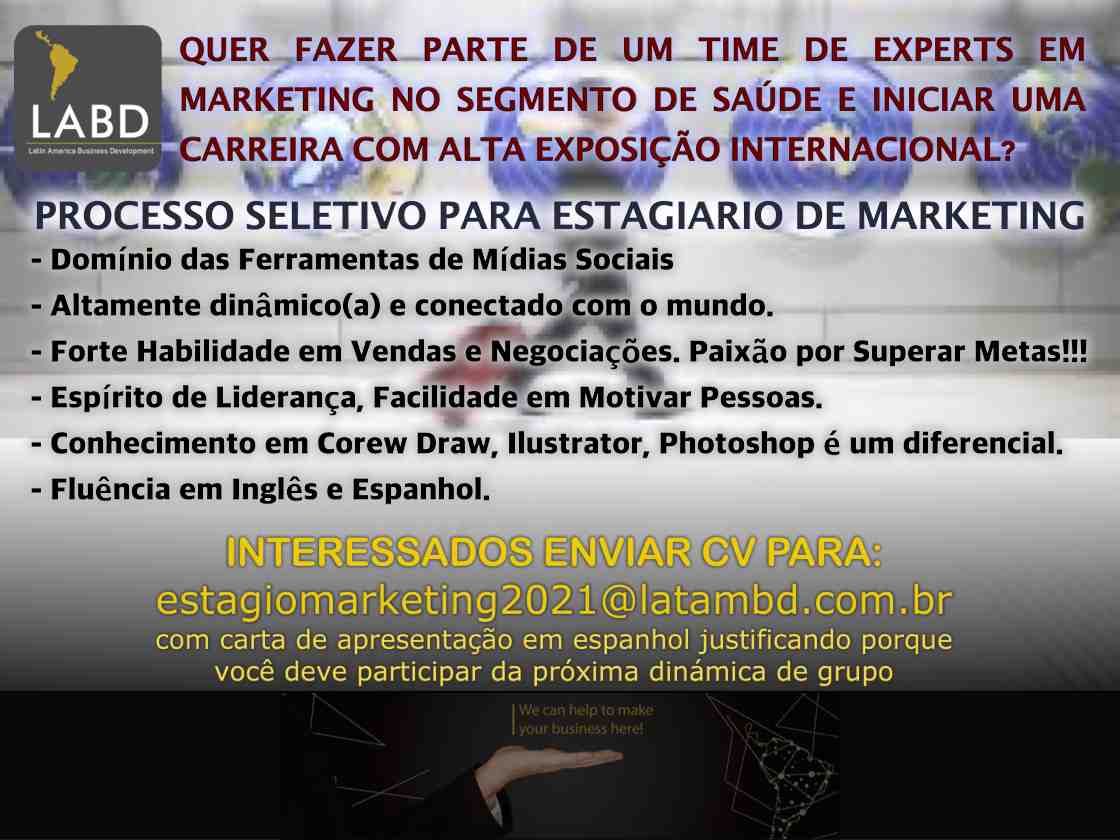 LABD
Latin America Business Development
QUER FAZER PARTE DE UM TIME DE EXPERTS EM
MARKETING NO SEGMENTO DE SAÚDE E INICIAR UMA
CARREIRA COM ALTA EXPOSIÇÃO INTERNACIONAL?
PROCESSO SELETIVO PARA ESTAGIARIO DE MARKETING
- Domínio das Ferramentas de Mídias Sociais
- Altamente dinâmico(a) e conectado com o mundo.
- Forte Habilidade em Vendas e Negociações. Paixão por Superar Metas!!!
- Espírito de Liderança, Facilidade em Motivar Pessoas.
- Conhecimento em Corew Draw, Ilustrator, Photoshop é um diferencial.
- Fluência em Inglês e Espanhol.
INTERESSADOS ENVIAR CV PARA:
estagiomarketing2021@latambd.com.br
com carta de apresentação em espanhol justificando porque
você deve participar da próxima dinámica de grupo
We can help to make
your business here!